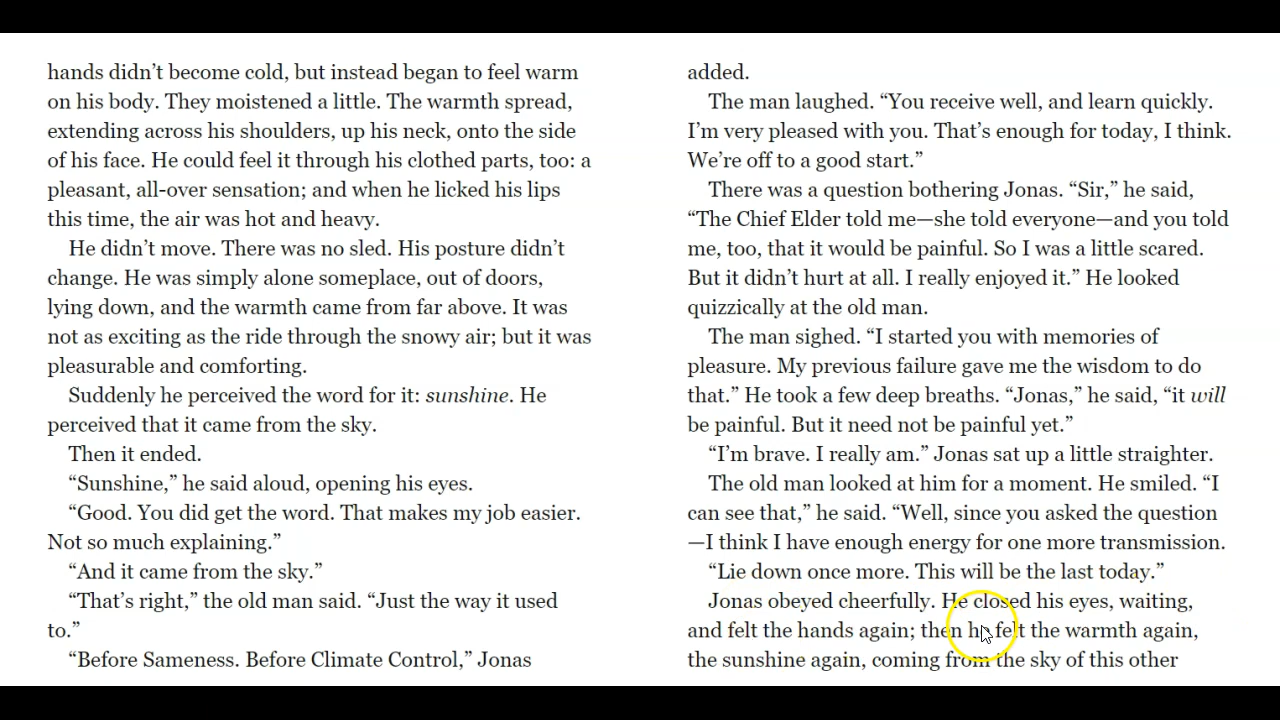 hands didn’t become cold, but instead began to feel warm
on his body. They moistened a little. The warmth spread,
extending across his shoulders, up his neck, onto the side
of his face. He could feel it through his clothed parts, too: a
pleasant, all-over sensation; and when he licked his lips
this time, the air was hot and heavy.
He didn’t move. There was no sled. His posture didn’t
change. He was simply alone someplace, out of doors,
lying down, and the warmth came from far above. It was
not as exciting as the ride through the snowy air; but it was
pleasurable and comforting.
Suddenly he perceived the word for it: sunshine. He
perceived that it came from the sky.
Then it ended.
“Sunshine,” he said aloud, opening his eyes.
“Good. You did get the word. That makes my job easier.
Not so much explaining.”
“And it came from the sky.”
“That’s right,” the old man said. “Just the way it used
to.”
“Before Sameness. Before Climate Control,” Jonas
added.
The man laughed. “You receive well, and learn quickly.
I’m very pleased with you. That’s enough for today, I think.
We’re off to a good start.”
There was a question bothering Jonas. “Sir,” he said,
“The Chief Elder told me—she told everyone—and you told
me, too, that it would be painful. So I was a little scared.
But it didn’t hurt at all. I really enjoyed it.” He looked
quizzically at the old man.
The man sighed. “I started you with memories of
pleasure. My previous failure gave me the wisdom to do
that.” He took a few deep breaths. “Jonas,” he said, “it will
be painful. But it need not be painful yet.”
“I’m brave. I really am.” Jonas sat up a little straighter.
The old man looked at him for a moment. He smiled. “I
can see that,” he said. “Well, since you asked the question
—I think I have enough energy for one more transmission.
“Lie down once more. This will be the last today.”
Jonas obeyed cheerfully. He closed his eyes, waiting,
and felt the hands again; then he felt the warmth again,
the sunshine again, coming from the sky of this other